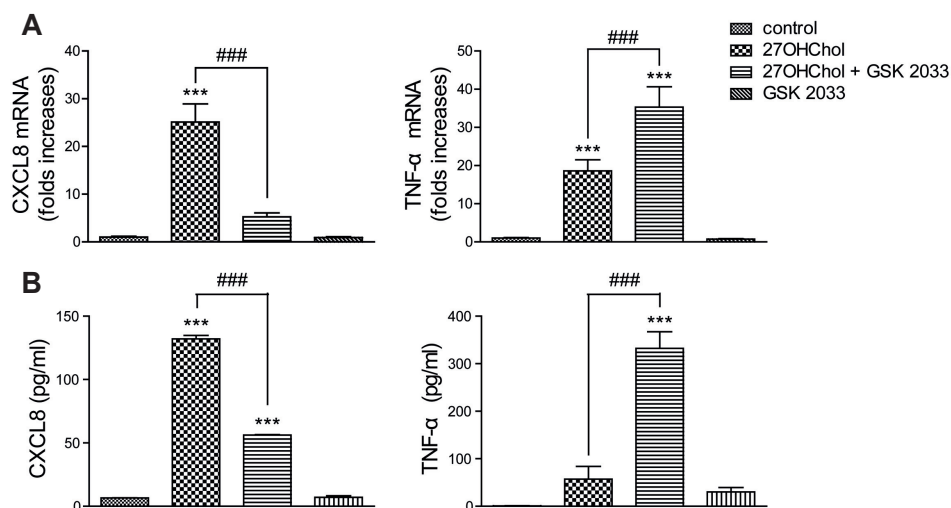 A
control
27OHChol
27OHChol + GSK 2033
GSK 2033
CXCL8 mRNA
(folds increases)
40
30
20
10
0
***
###
TNF-α mRNA
(folds increases)
50
40
30
20
10
0
***
***
###
B
CXCL8 (pg/ml)
150
100
50
0
***
***
###
TNF-α (pg/ml)
400
300
200
100
0
***
###